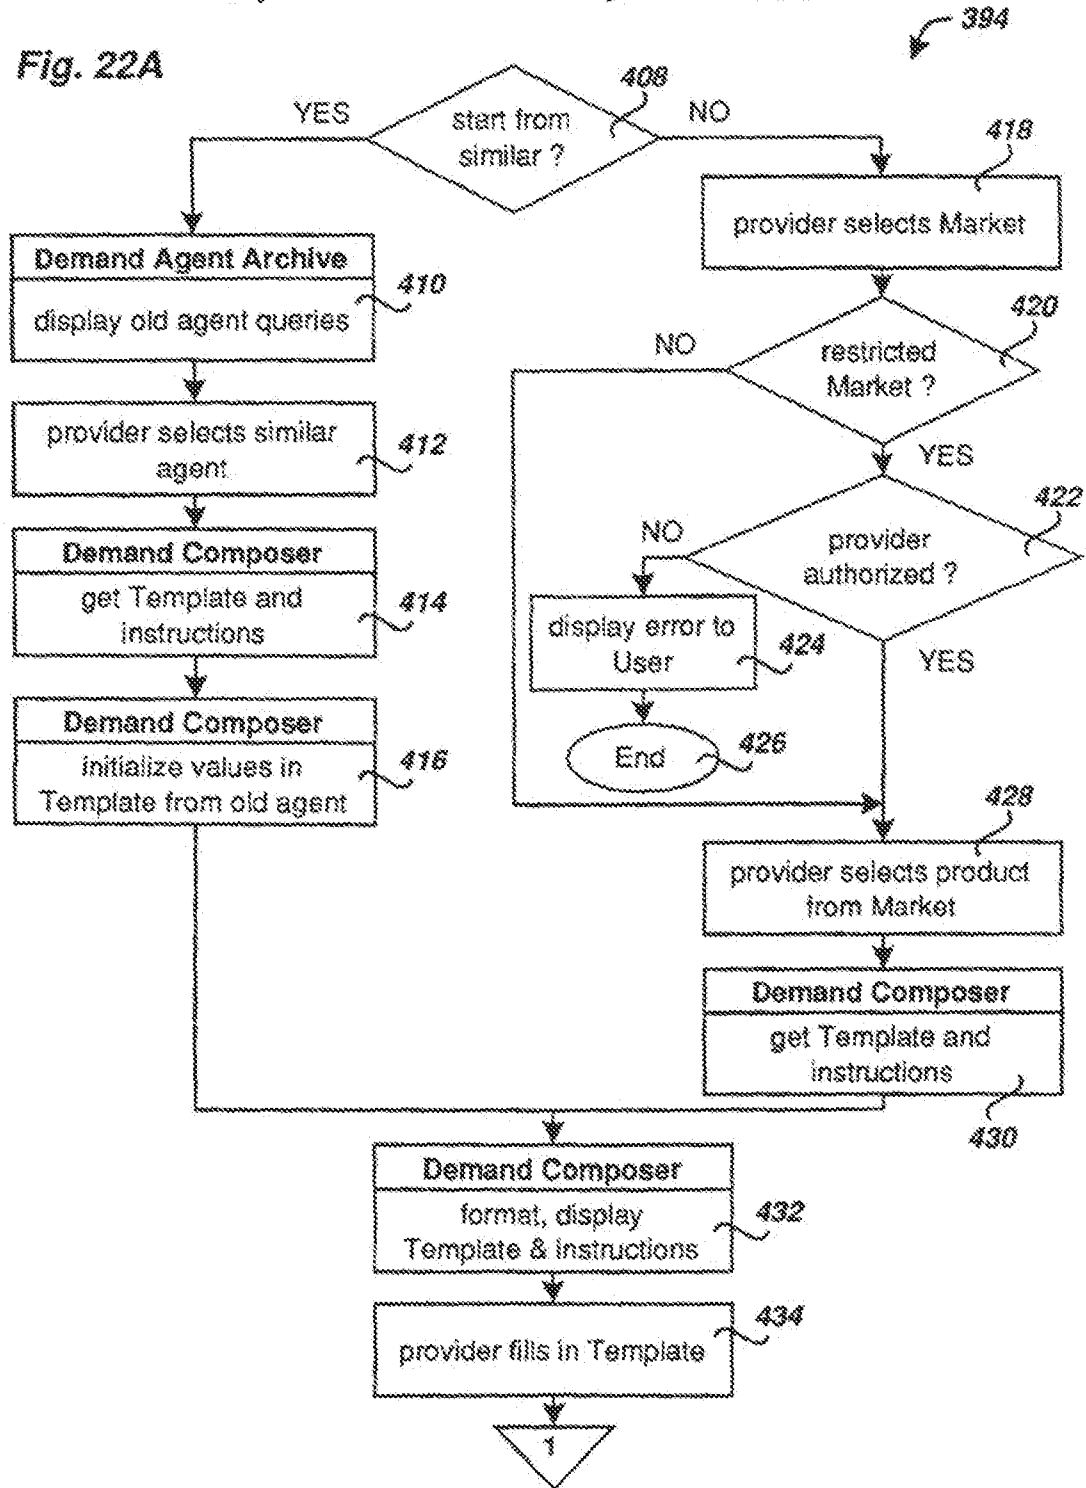 394
Fig. 22A
408
YES
start from
similar ?
NO
418
provider selects Market
Demand Agent Archive
410
display old agent queries
420
NO
restricted
Market ?
YES
provider selects similar
agent
412
422
NO
provider
authorized ?
Demand Composer
get Template and
instructions
414
display error to
User
424
YES
Demand Composer
initialize values in
Template from old agent
416
End
426
428
provider selects product
from Market
Demand Composer
get Template and
instructions
430
Demand Composer
format, display
Template & instructions
432
434
provider fills in Template
1